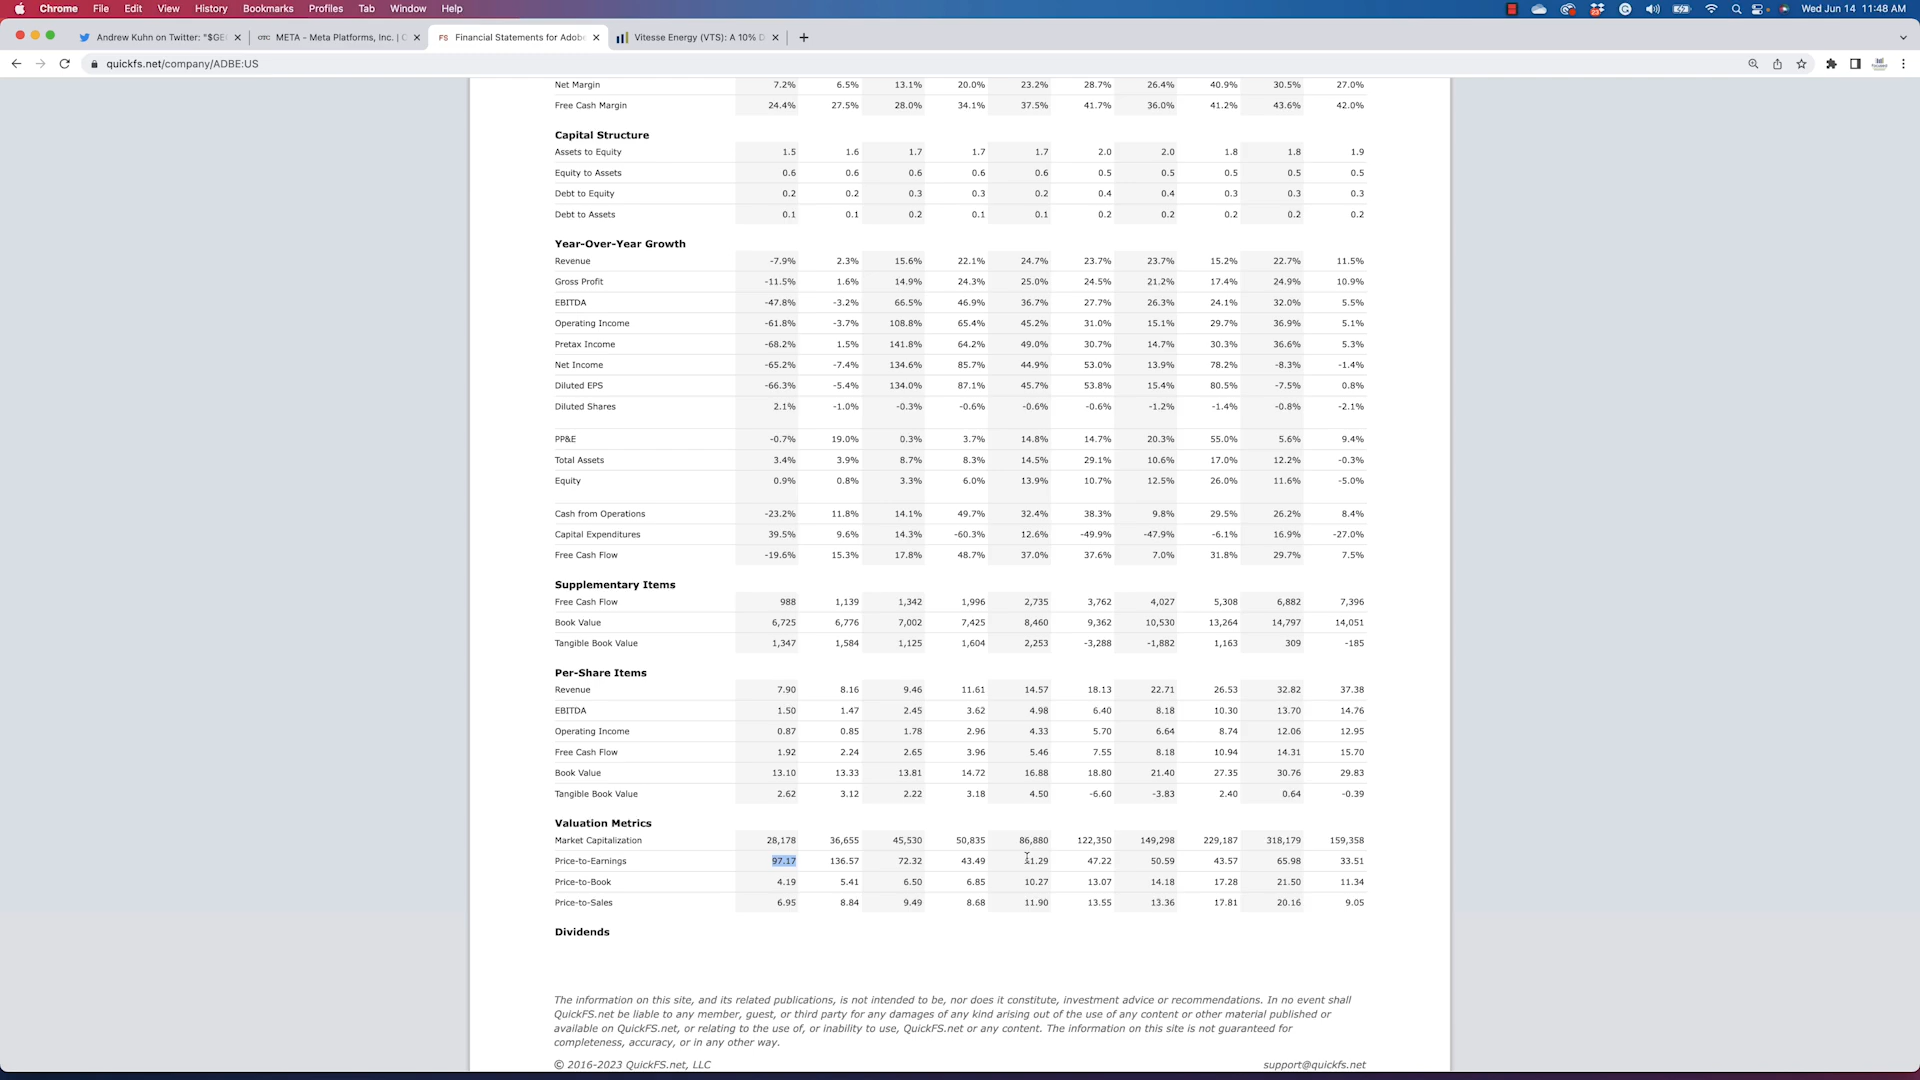 Chrome File Edit View History Bookmarks Profiles Tab Window Help Wed Jun 14 11:48 AM
Andrew Kuhn on Twitter: "$GE META - Meta Platforms, Inc. | Financial Statements for Adobe Vitesse Energy (VTS): A 10% D
quickfs.net/company/ADBE:US
Net Margin 7.2% 6.5% 13.1% 20.0% 23.2% 28.7% 26.4% 40.9% 30.5% 27.0%
Free Cash Margin 24.4% 27.5% 28.0% 34.1% 37.5% 41.7% 36.0% 41.2% 43.6% 42.0%
Capital Structure
Assets to Equity 1.5 1.6 1.7 1.7 1.7 2.0 2.0 1.8 1.8 1.9
Equity to Assets 0.6 0.6 0.6 0.6 0.6 0.5 0.5 0.5 0.5 0.5
Debt to Equity 0.2 0.2 0.3 0.3 0.2 0.4 0.4 0.3 0.3 0.3
Debt to Assets 0.1 0.1 0.2 0.1 0.1 0.2 0.2 0.2 0.2 0.2
Year-Over-Year Growth
Revenue -7.9% 2.3% 15.6% 22.1% 24.7% 23.7% 23.7% 15.2% 22.7% 11.5%
Gross Profit -11.5% 1.6% 14.9% 24.3% 25.0% 24.5% 21.2% 17.4% 24.9% 10.9%
EBITDA -47.8% -3.2% 66.5% 46.9% 36.7% 27.7% 26.3% 24.1% 32.0% 5.5%
Operating Income -61.8% -3.7% 108.8% 65.4% 45.2% 31.0% 15.1% 29.7% 36.9% 5.1%
Pretax Income -68.2% 1.5% 141.8% 64.2% 49.0% 30.7% 14.7% 30.3% 36.6% 5.3%
Net Income -65.2% -7.4% 134.6% 85.7% 44.9% 53.0% 13.9% 78.2% -8.3% -1.4%
Diluted EPS -66.3% -5.4% 134.0% 87.1% 45.7% 53.8% 15.4% 80.5% -7.5% 0.8%
Diluted Shares 2.1% -1.0% -0.3% -0.6% -0.6% -0.6% -1.2% -1.4% -0.8% -2.1%
PP&E -0.7% 19.0% 0.3% 3.7% 14.8% 14.7% 20.3% 55.0% 5.6% 9.4%
Total Assets 3.4% 3.9% 8.7% 8.3% 14.5% 29.1% 10.6% 17.0% 12.2% -0.3%
Equity 0.9% 0.8% 3.3% 6.0% 13.9% 10.7% 12.5% 26.0% 11.6% -5.0%
Cash from Operations -23.2% 11.8% 14.1% 49.7% 32.4% 38.3% 9.8% 29.5% 26.2% 8.4%
Capital Expenditures 39.5% 9.6% 14.3% -60.3% 12.6% -49.9% -47.9% -6.1% 16.9% -27.0%
Free Cash Flow -19.6% 15.3% 17.8% 48.7% 37.0% 37.6% 7.0% 31.8% 29.7% 7.5%
Supplementary Items
Free Cash Flow 988 1,139 1,342 1,996 2,735 3,762 4,027 5,308 6,882 7,396
Book Value 6,725 6,776 7,002 7,425 8,460 9,362 10,530 13,264 14,797 14,051
Tangible Book Value 1,347 1,584 1,125 1,604 2,253 -3,288 -1,882 1,163 309 -185
Per-Share Items
Revenue 7.90 8.16 9.46 11.61 14.57 18.13 22.71 26.53 32.82 37.38
EBITDA 1.50 1.47 2.45 3.62 4.98 6.40 8.18 10.30 13.70 14.76
Operating Income 0.87 0.85 1.78 2.96 4.33 5.70 6.64 8.74 12.06 12.95
Free Cash Flow 1.92 2.24 2.65 3.96 5.46 7.55 8.18 10.94 14.31 15.70
Book Value 13.10 13.33 13.81 14.72 16.88 18.80 21.40 27.35 30.76 29.83
Tangible Book Value 2.62 3.12 2.22 3.18 4.50 -6.60 -3.83 2.40 0.64 -0.39
Valuation Metrics
Market Capitalization 28,178 36,655 45,530 50,835 86,880 122,350 149,298 229,187 318,179 159,358
Price-to-Earnings 97.17 136.57 72.32 43.49 47.22 50.59 43.57 65.98 33.51
Price-to-Book 4.19 5.41 6.50 6.85 10.27 13.07 14.18 17.28 21.50 11.34
Price-to-Sales 6.95 8.84 9.49 8.68 11.90 13.55 13.36 17.81 20.16 9.05
Dividends
The information on this site, and its related publications, is not intended to be, nor does it constitute, investment advice or recommendations. In no event shall
QuickFS.net be liable to any member, guest, or third party for any damages of any kind arising out of the use of any content or other material published or
available on QuickFS.net, or relating to the use of, or inability to use, QuickFS.net or any content. The information on this site is not guaranteed for
completeness, accuracy, or in any other way.
© 2016-2023 QuickFS.net, LLC support@quickfs.net